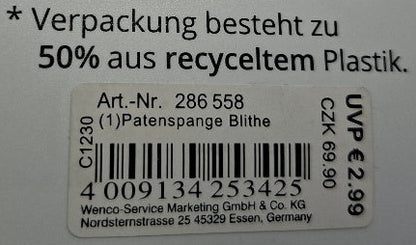 * Verpackung besteht zu
50% aus recyceltem Plastik.
Art.-Nr. 286 558
(1)Patenspange Blithe
C1230
4 009134 253425
Wenco-Service Marketing GmbH & Co. KG
Nordsternstrasse 25 45329 Essen, Germany
UVP € 2.99
CZK 69.90